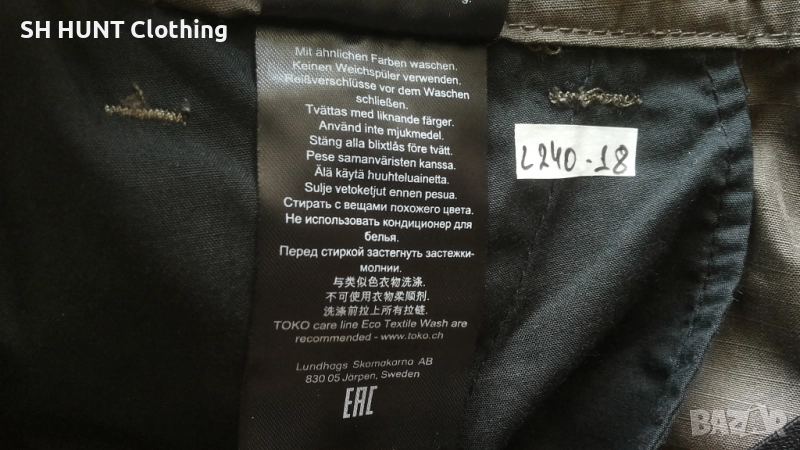 SH HUNT Clothing
Mit ähnlichen Farben waschen.
Keinen Weichspüler verwenden.
Reißverschlüsse vor dem Waschen
schließen.
Tvättas med liknande färger.
Använd inte mjukmedel.
Stäng alla blixtlås före tvätt.
Pese samanväristen kanssa.
Älä käytä huuhteluainetta.
Sulje vetoketjut ennen pesua.
Стирать с вещами похожего цвета.
Не использовать кондиционер для
белья.
Перед стиркой застегнуть застежки-
молнии.
与类似色衣物洗涤.
不可使用衣物柔顺剂.
洗涤前拉上所有拉链.
TOKO care line Eco Textile Wash are
recommended - www.toko.ch
Lundhags Skomakarna AB
830 05 Järpen, Sweden
EAC
L240-18
BAZAR